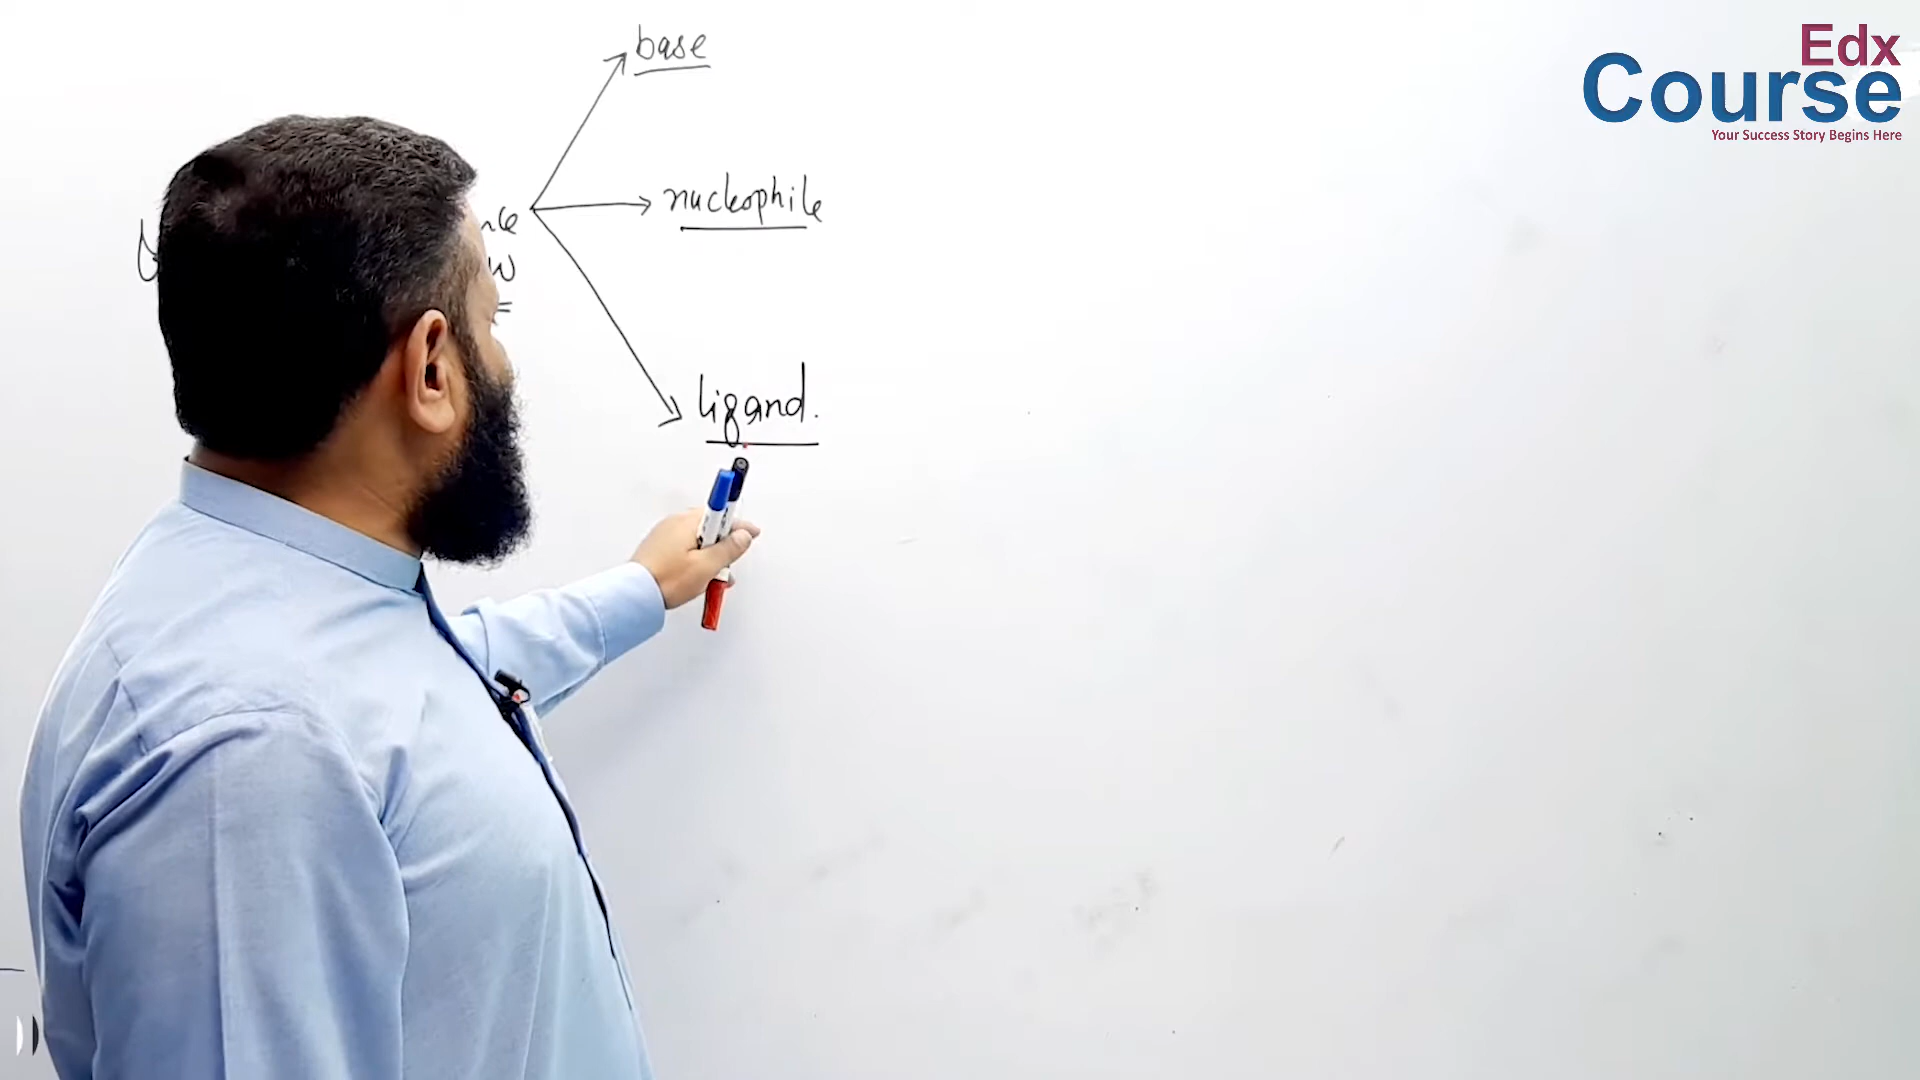 base
nucleophile
ligand.
Edx
Course
Your Success Story Begins Here